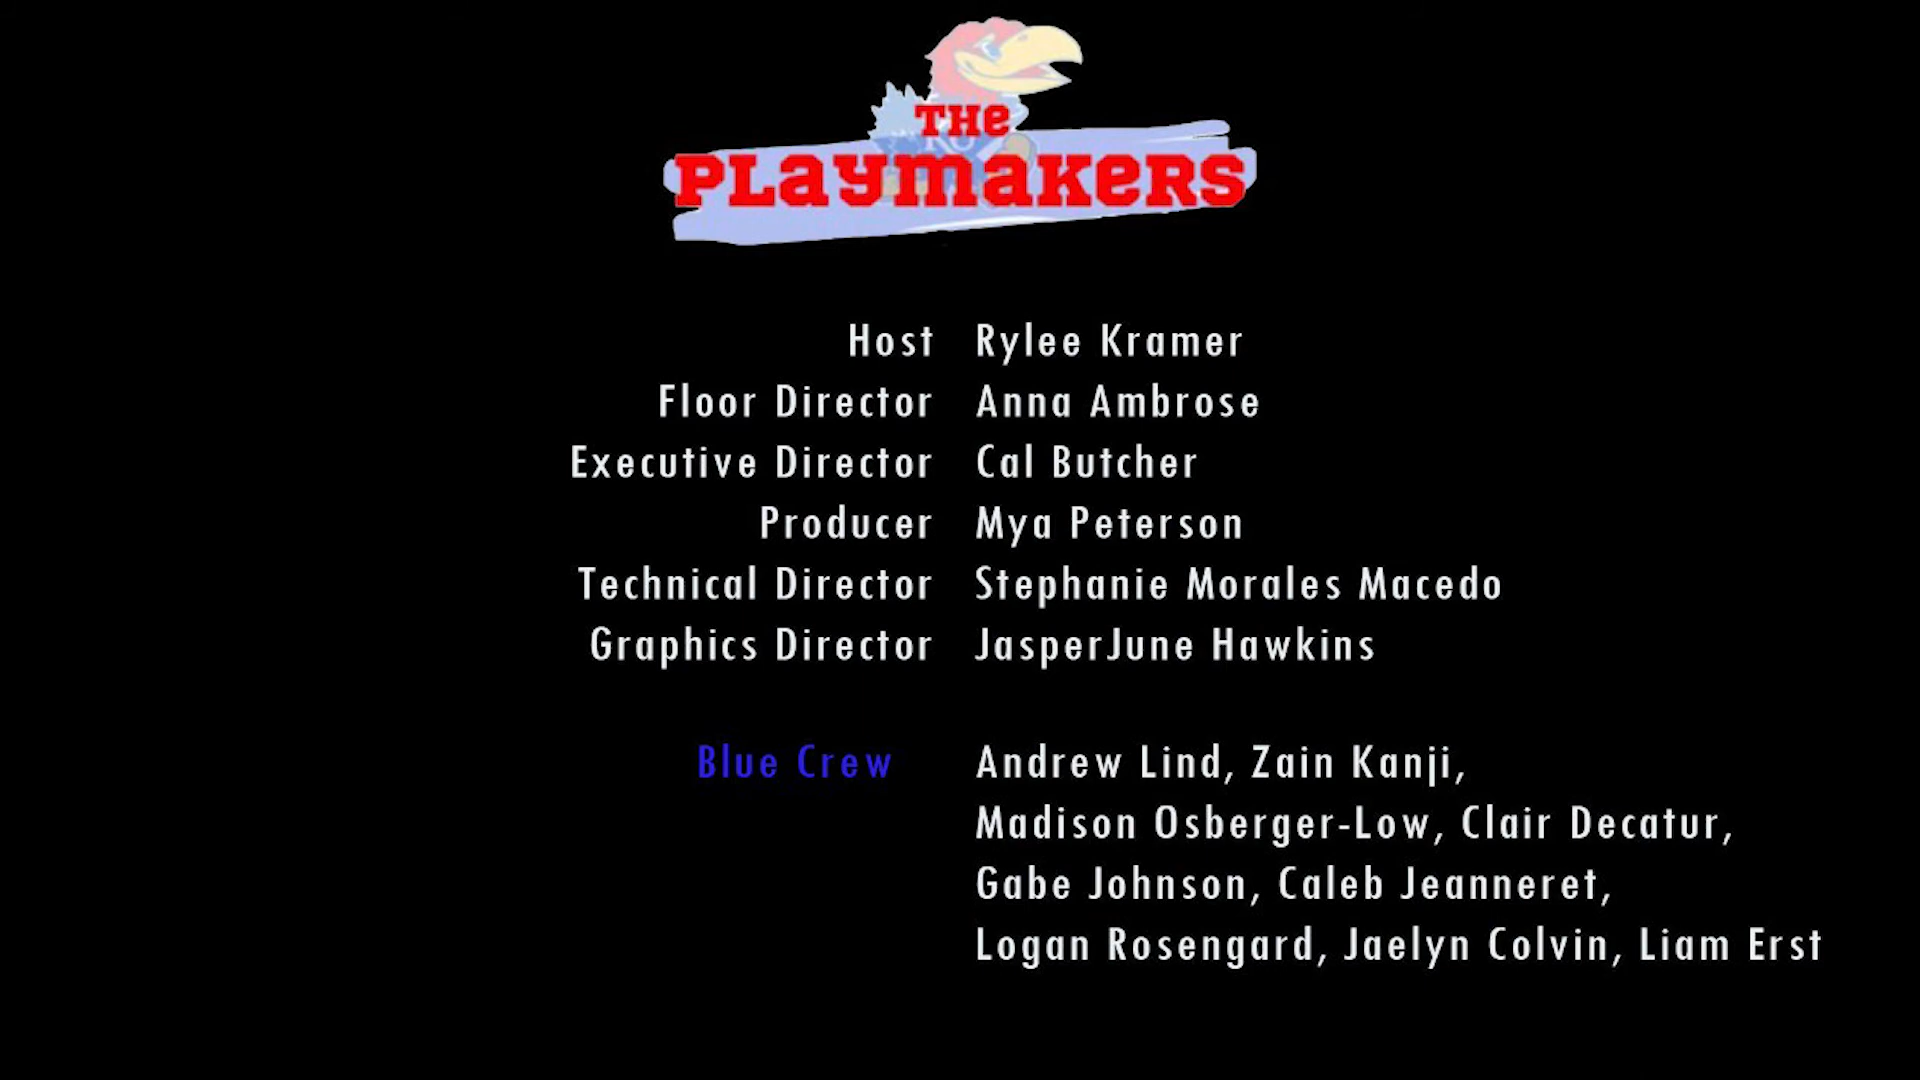 THE
PLAYMAKERS
KU
Host Rylee Kramer
Floor Director Anna Ambrose
Executive Director Cal Butcher
Producer Mya Peterson
Technical Director Stephanie Morales Macedo
Graphics Director JasperJune Hawkins
Blue Crew Andrew Lind, Zain Kanji,
Madison Osberger-Low, Clair Decatur,
Gabe Johnson, Caleb Jeanneret,
Logan Rosengard, Jaelyn Colvin, Liam Erst